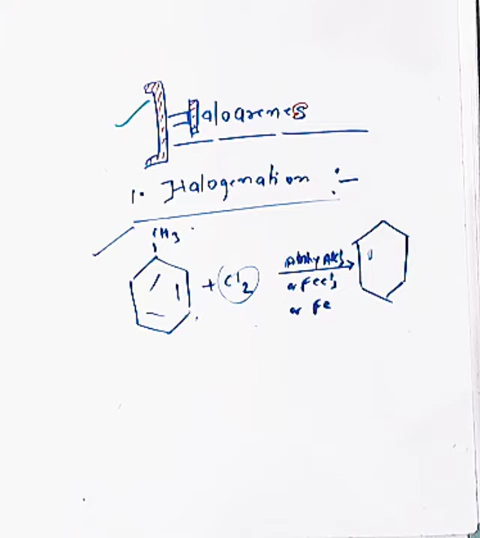 Haloarenes
1. Halogenation :-
CH3
+ Cl2
Anhy AlCl3
or FeCl3
or Fe